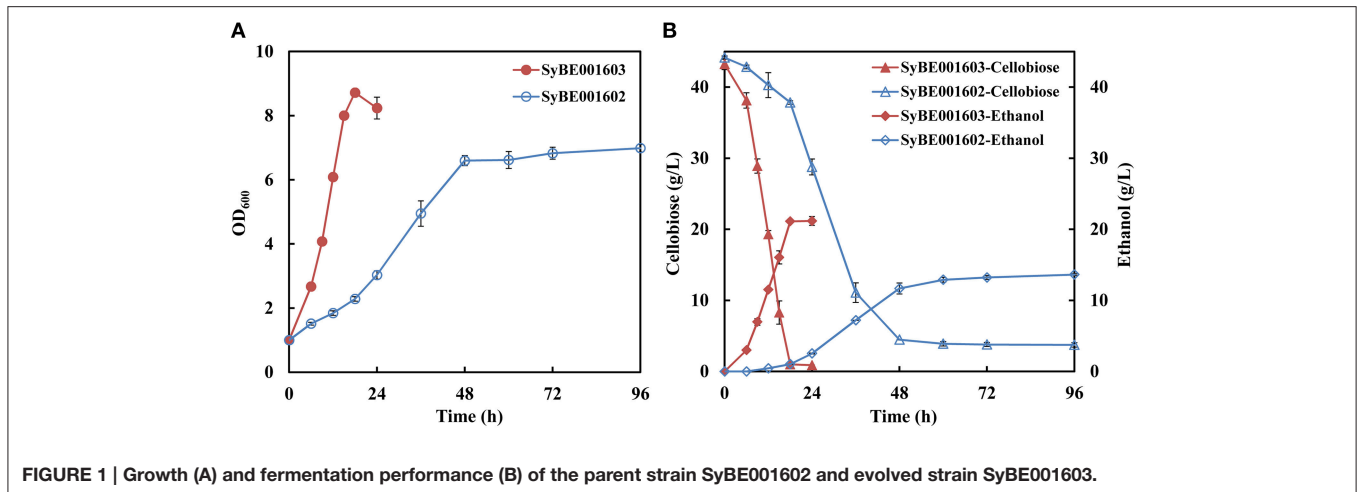 A
10
8
6
4
2
0
OD600
0 24 48 72 96
Time (h)
SyBE001603
SyBE001602
B
40
30
20
10
0
Cellobiose (g/L)
0 24 48 72 96
Time (h)
SyBE001603-Cellobiose
SyBE001602-Cellobiose
SyBE001603-Ethanol
SyBE001602-Ethanol
40
30
20
10
0
Ethanol (g/L)
FIGURE 1 | Growth (A) and fermentation performance (B) of the parent strain SyBE001602 and evolved strain SyBE001603.